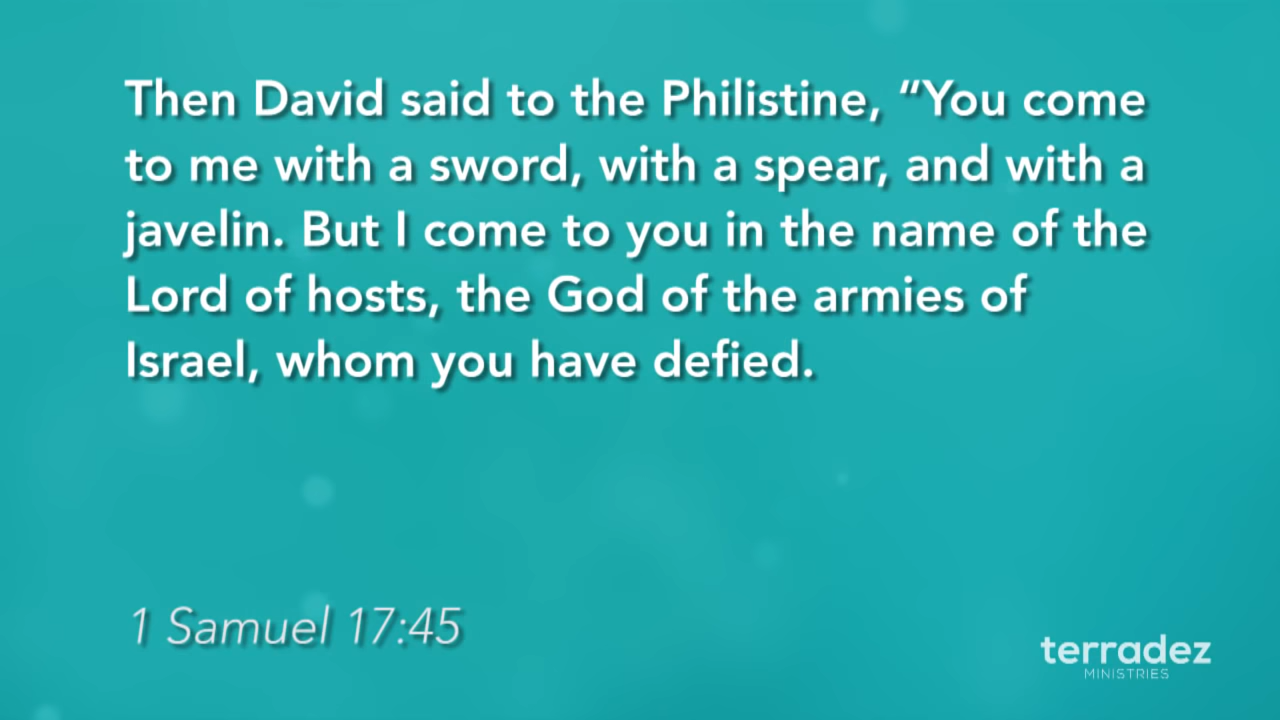 Then David said to the Philistine, “You come
to me with a sword, with a spear, and with a
javelin. But I come to you in the name of the
Lord of hosts, the God of the armies of
Israel, whom you have defied.
1 Samuel 17:45
terradez
MINISTRIES